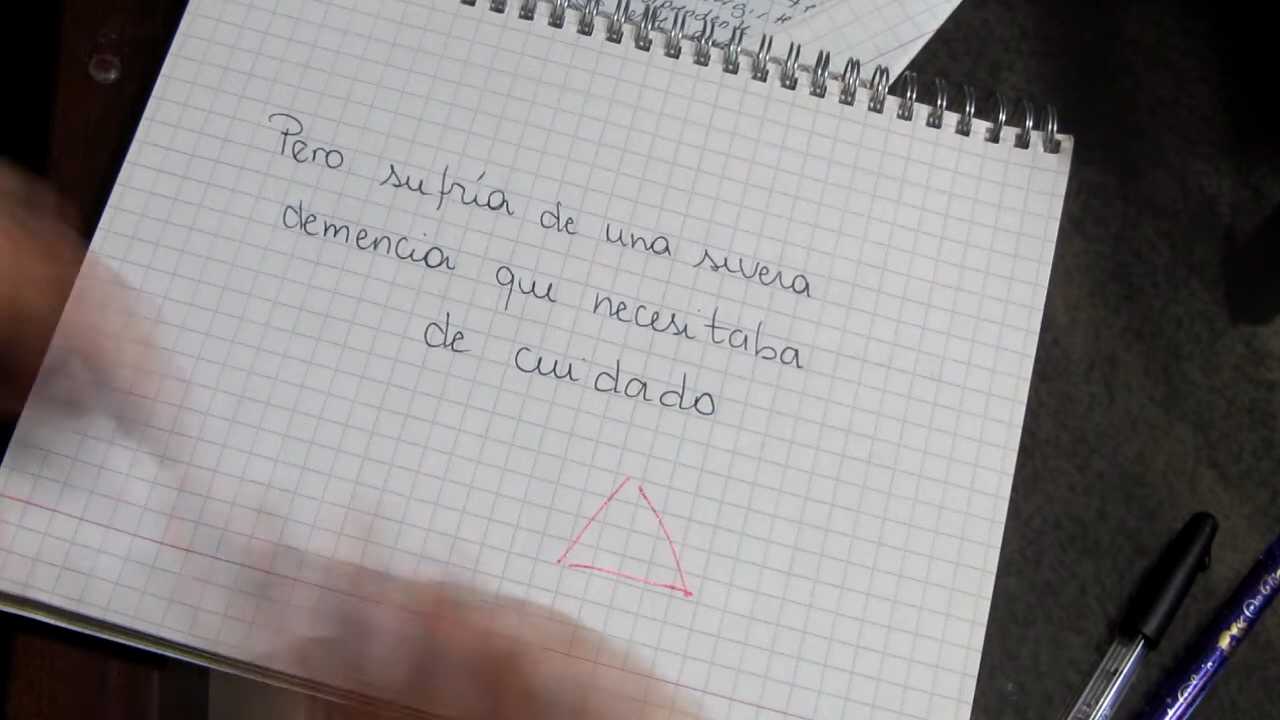 Pero sufría de una severa
demencia que necesitaba
de cuidado